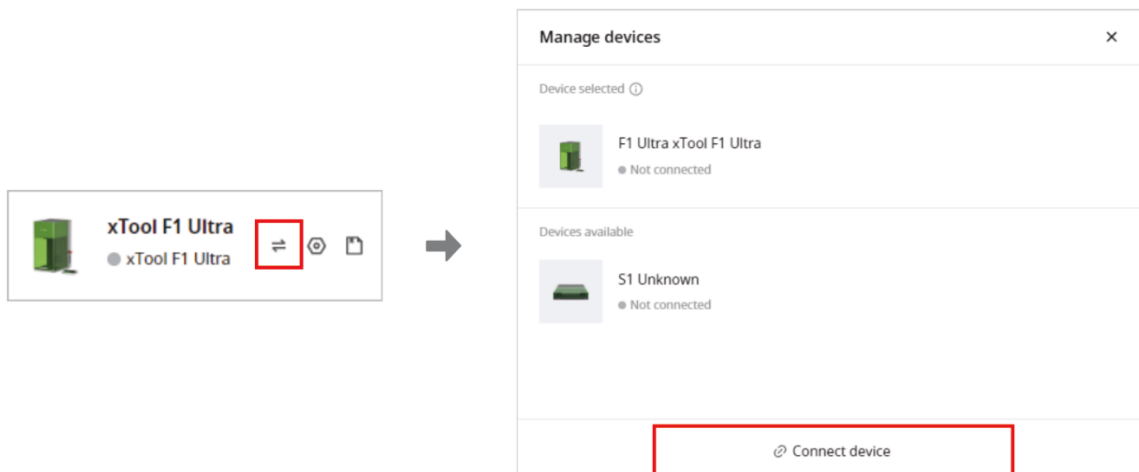 xTool F1 Ultra
xTool F1 Ultra
Manage devices
Device selected
F1 Ultra xTool F1 Ultra
Not connected
Devices available
S1 Unknown
Not connected
Connect device